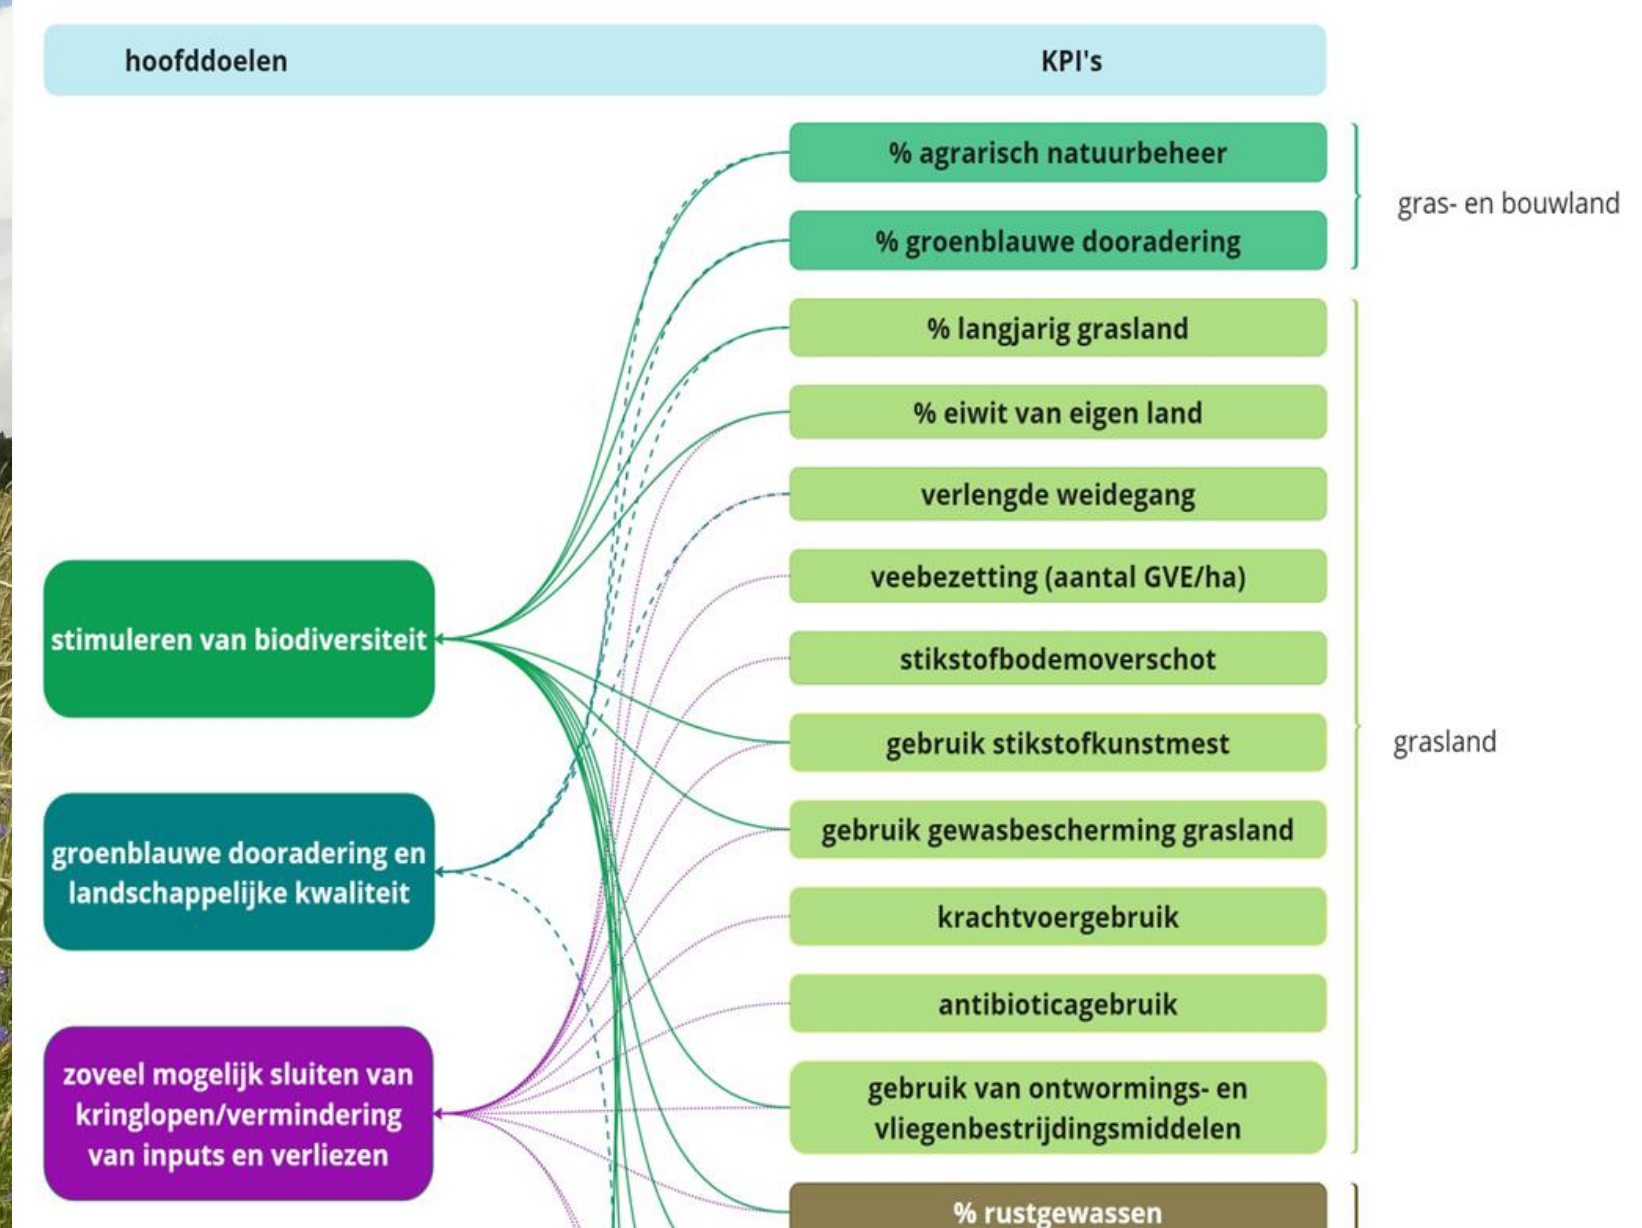 hoofddoelen
KPI's
% agrarisch natuurbeheer
% groenblauwe dooradering
gras- en bouwland
% langjarig grasland
% eiwit van eigen land
verlengde weidegang
veebezetting (aantal GVE/ha)
stikstofbodemoverschot
gebruik stikstofkunstmest
gebruik gewasbescherming grasland
krachtvoergebruik
antibioticagebruik
gebruik van ontwormings- en
vliegenbestrijdingsmiddelen
grasland
% rustgewassen
stimuleren van biodiversiteit
groenblauwe dooradering en
landschappelijke kwaliteit
zoveel mogelijk sluiten van
kringlopen/vermindering
van inputs en verliezen